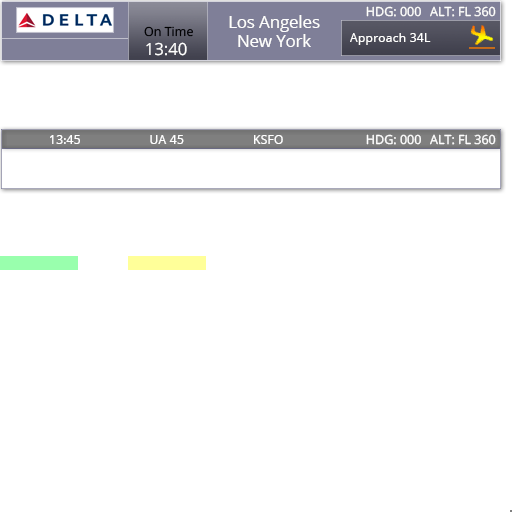 DELTA
On Time
13:40
Los Angeles
New York
HDG: 000 ALT: FL 360
Approach 34L
13:45 UA 45 KSFO HDG: 000 ALT: FL 360